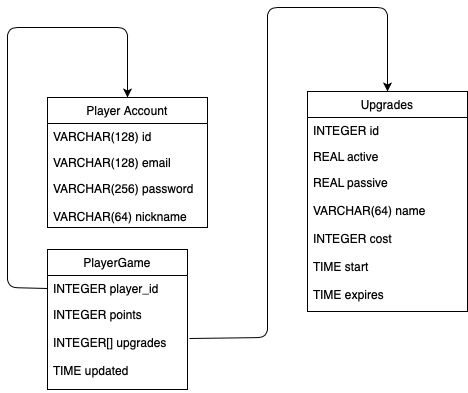 Player Account
VARCHAR(128) id
VARCHAR(128) email
VARCHAR(256) password
VARCHAR(64) nickname
PlayerGame
INTEGER player_id
INTEGER points
INTEGER[] upgrades
TIME updated
Upgrades
INTEGER id
REAL active
REAL passive
VARCHAR(64) name
INTEGER cost
TIME start
TIME expires